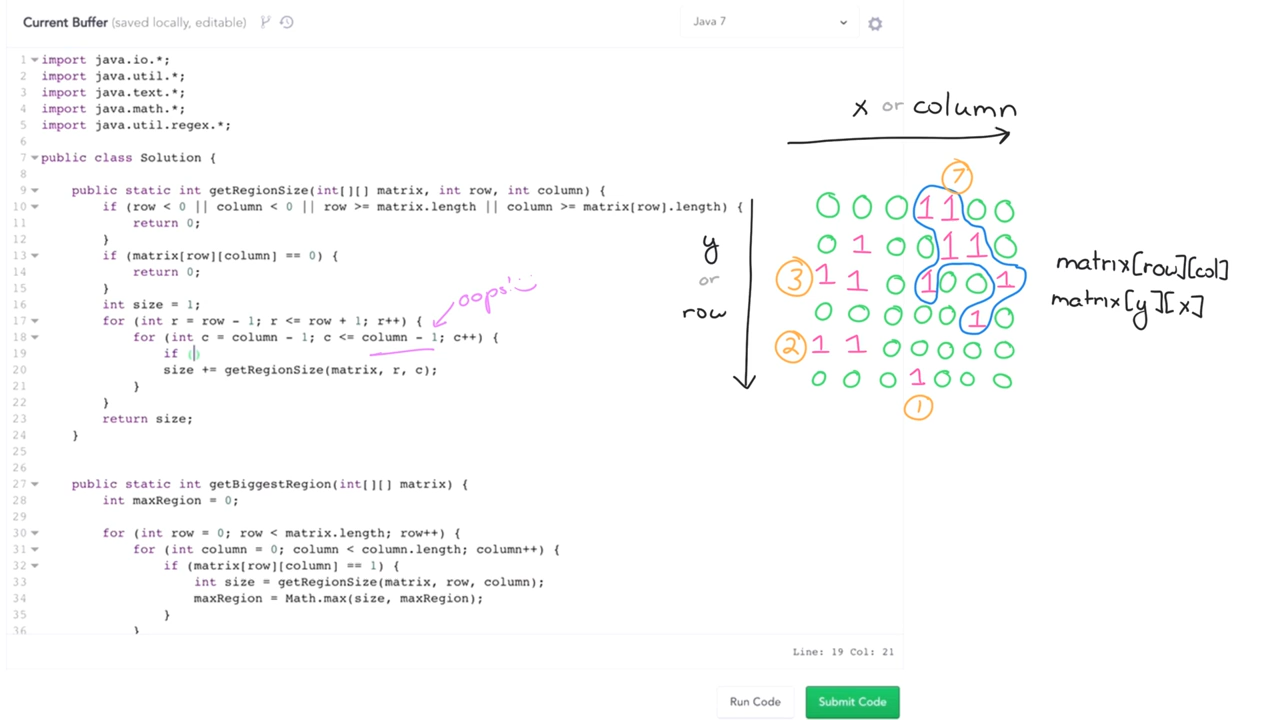 Current Buffer (saved locally, editable)
Java 7
1 import java.io.*;
2 import java.util.*;
3 import java.text.*;
4 import java.math.*;
5 import java.util.regex.*;
6
7 public class Solution {
8
9 public static int getRegionSize(int[][] matrix, int row, int column) {
10 if (row < 0 || column < 0 || row >= matrix.length || column >= matrix[row].length) {
11 return 0;
12 }
13 if (matrix[row][column] == 0) {
14 return 0;
15 }
16 int size = 1;
17 for (int r = row - 1; r <= row + 1; r++) {
18 for (int c = column - 1; c <= column - 1; c++) {
19 if ()
20 size += getRegionSize(matrix, r, c);
21 }
22 }
23 return size;
24 }
25
26
27 public static int getBiggestRegion(int[][] matrix) {
28 int maxRegion = 0;
29
30 for (int row = 0; row < matrix.length; row++) {
31 for (int column = 0; column < column.length; column++) {
32 if (matrix[row][column] == 1) {
33 int size = getRegionSize(matrix, row, column);
34 maxRegion = Math.max(size, maxRegion);
35 }
36 }
oops!
Line: 19 Col: 21
Run Code
Submit Code
x or column
y
or
row
7
0 0 0 1 1 0 0
0 1 0 0 1 1 0
3 1 1 0 1 0 0 1
0 0 0 0 0 1 0
2 1 1 0 0 0 0 0
0 0 0 1 0 0 0
1
matrix[row][col]
matrix[y][x]